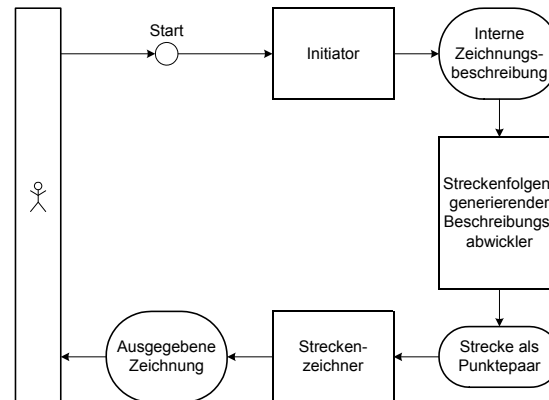 Start
Initiator
Interne
Zeichnungs-
beschreibung
Streckenfolgen
generierender
Beschreibungs-
abwickler
Strecke als
Punktepaar
Strecken-
zeichner
Ausgegebene
Zeichnung